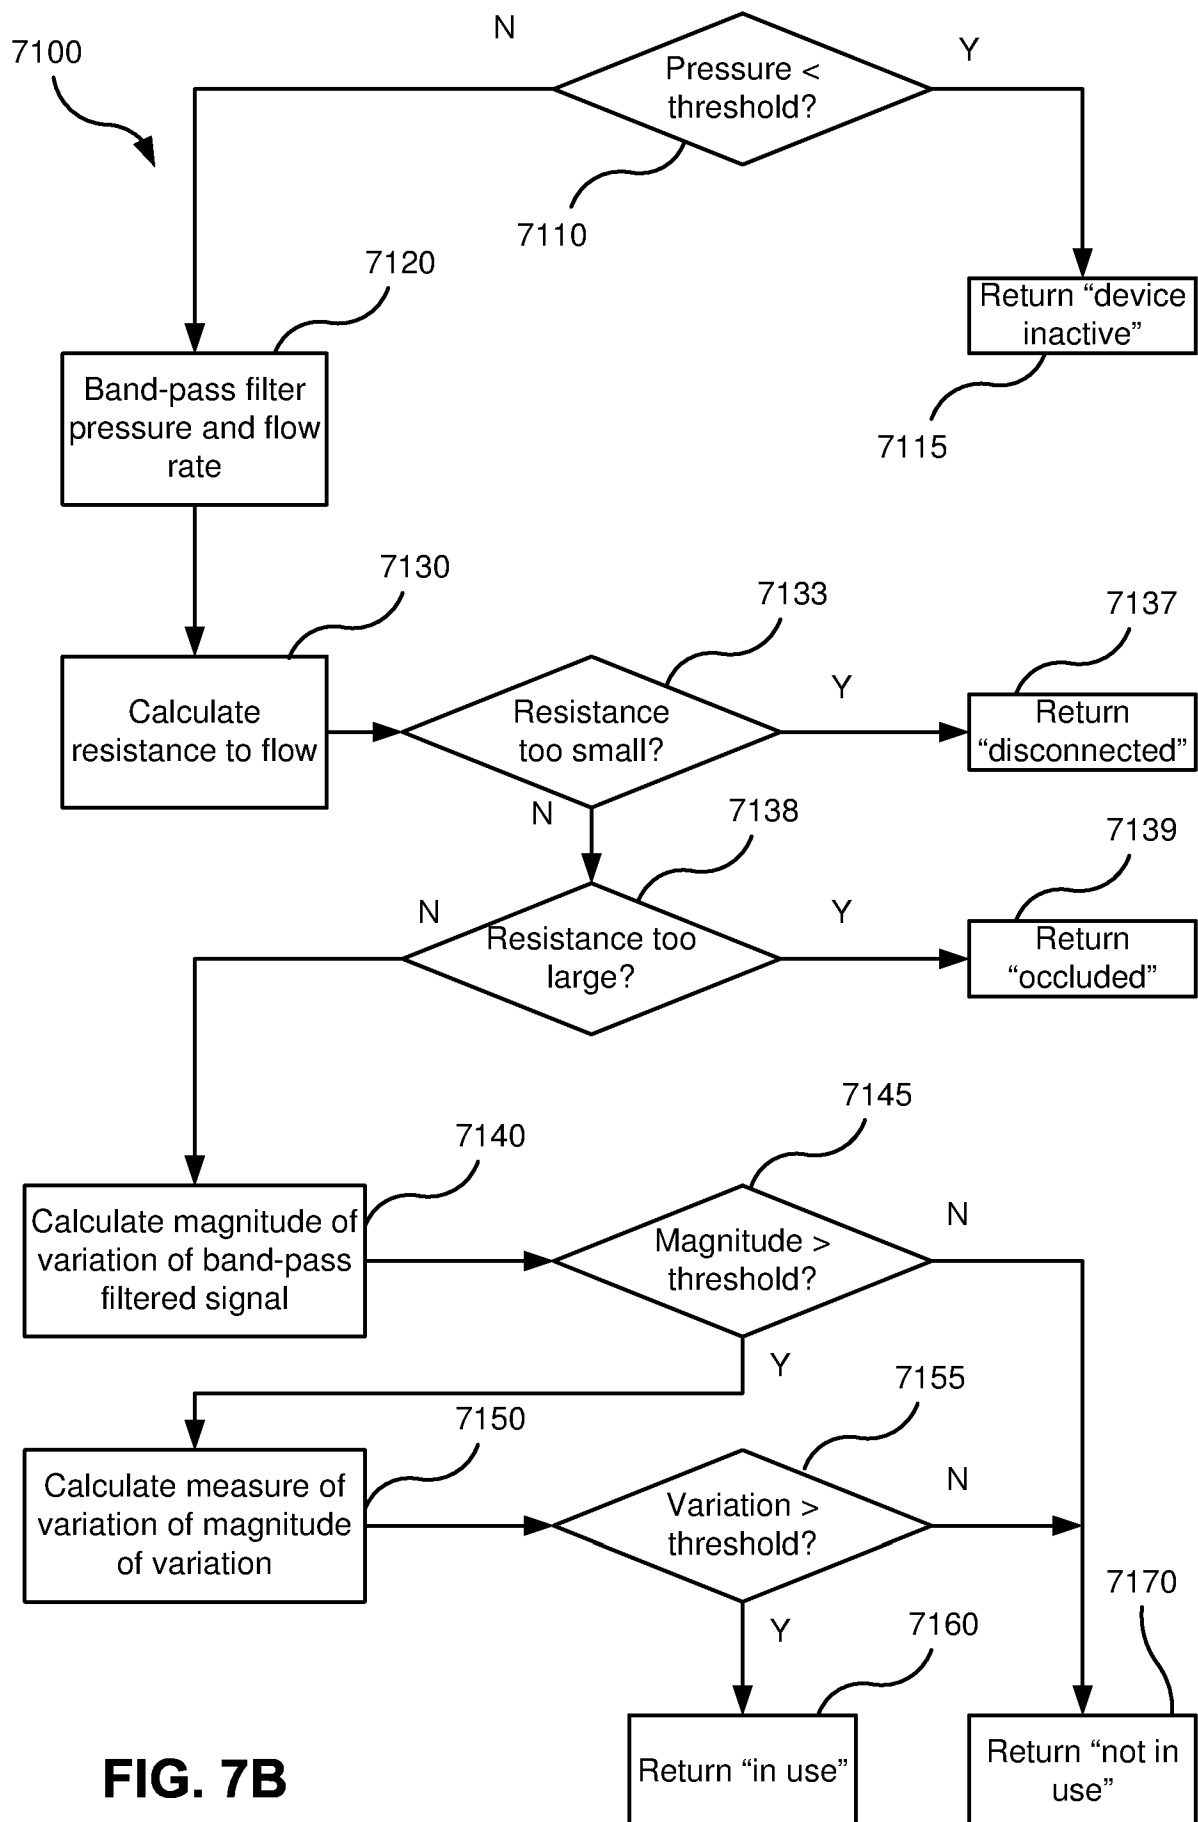 7100
N
Pressure <
threshold?
Y
7110
7120
Return “device
inactive”
7115
Band-pass filter
pressure and flow
rate
7130
7133
7137
Calculate
resistance to flow
Resistance
too small?
Y
Return
“disconnected”
N
7138
7139
N
Resistance too
large?
Y
Return
“occluded”
7140
7145
Calculate magnitude of
variation of band-pass
filtered signal
Magnitude >
threshold?
N
Y
7150
7155
Calculate measure of
variation of magnitude
of variation
Variation >
threshold?
N
Y
7160
7170
Return “in use”
Return “not in
use”
FIG. 7B